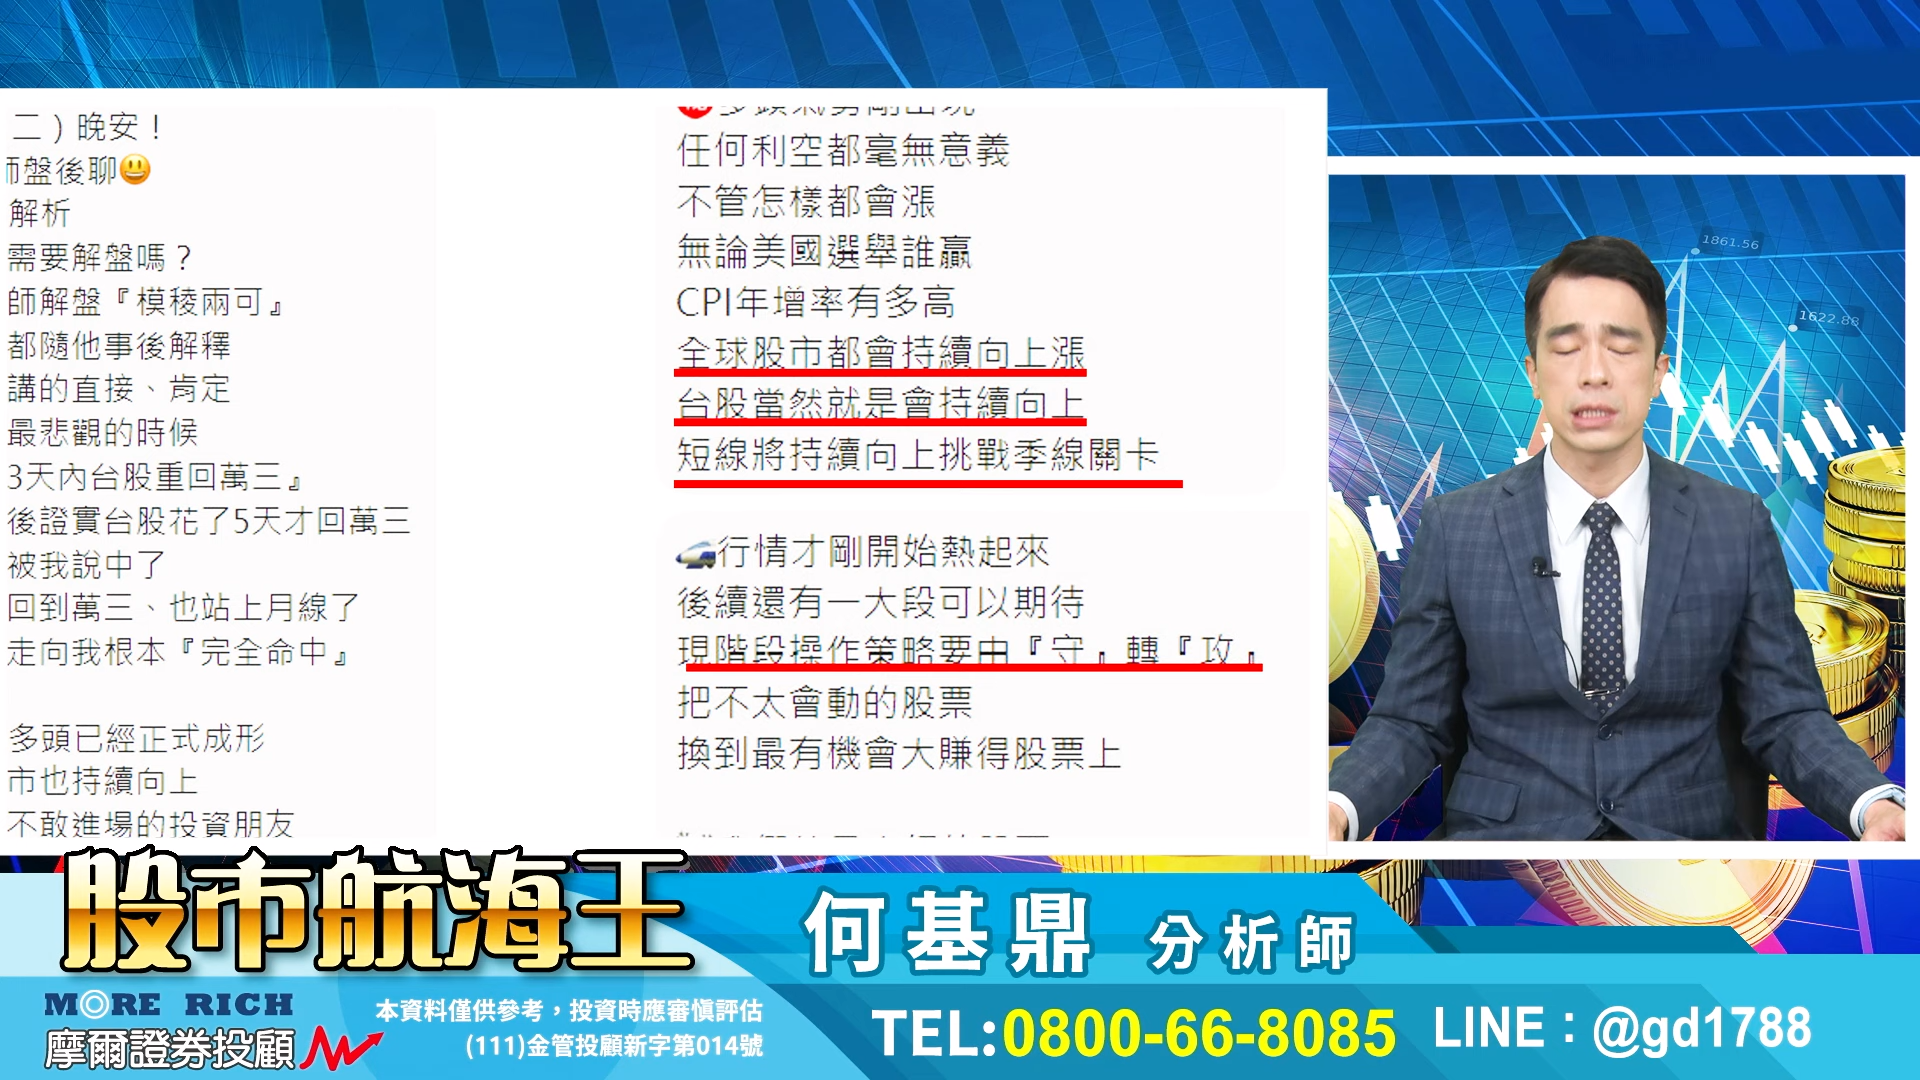 二）晚安！
師盤後聊😃
解析
需要解盤嗎？
師解盤『模稜兩可』
都隨他事後解釋
講的直接、肯定
最悲觀的時候
3天內台股重回萬三』
後證實台股花了5天才回萬三
被我說中了
回到萬三、也站上月線了
走向我根本『完全命中』
多頭已經正式成形
市也持續向上
不敢進場的投資朋友
多頭氣勢剛出現
任何利空都毫無意義
不管怎樣都會漲
無論美國選舉誰贏
CPI年增率有多高
全球股市都會持續向上漲
台股當然就是會持續向上
短線將持續向上挑戰季線關卡
🚅行情才剛開始熱起來
後續還有一大段可以期待
現階段操作策略要由『守』轉『攻』
把不太會動的股票
換到最有機會大賺得股票上
1861.56
1622.88
股市航海王
何基鼎 分析師
MORE RICH
摩爾證券投顧
本資料僅供參考，投資時應審慎評估
(111)金管投顧新字第014號
TEL:0800-66-8085
LINE：@gd1788